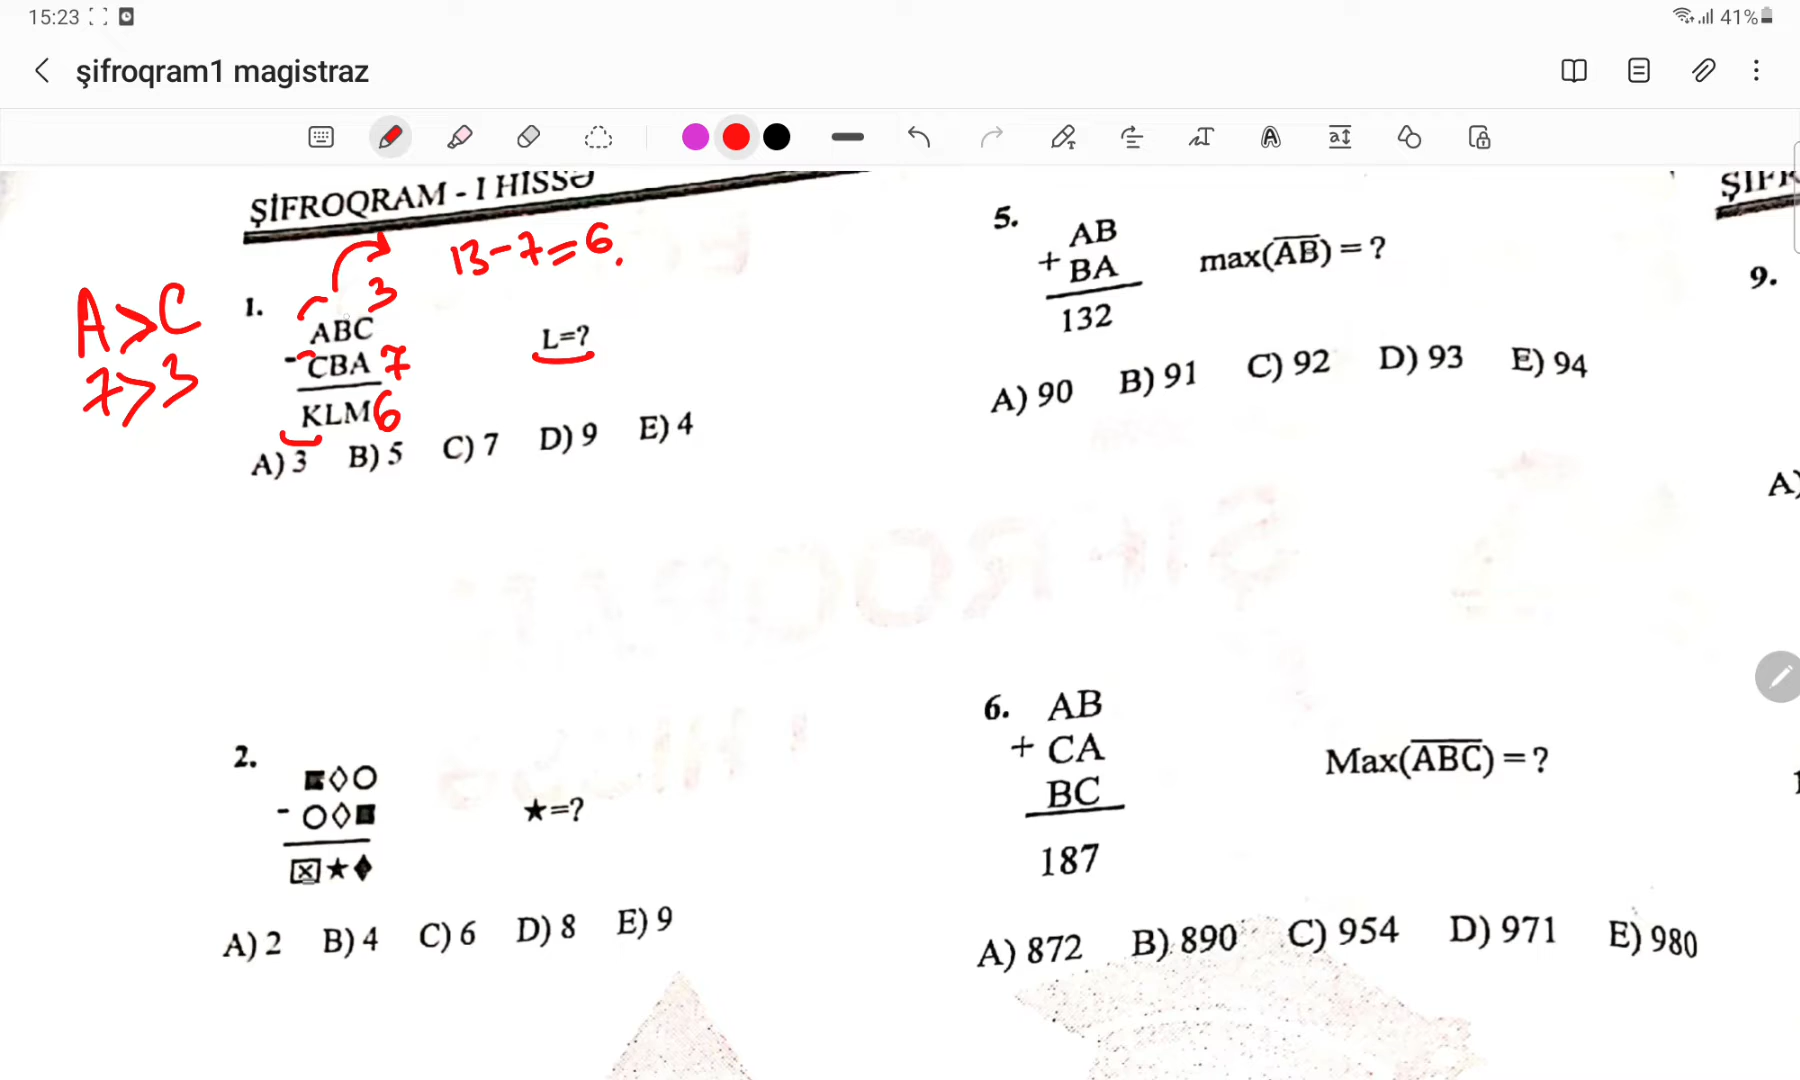 15:23
41%
şifroqram1 magistraz
ŞİFROQRAM - I HİSSƏ
13-7=6.
A>C
7>3
1.
3
ABC
- CBA 7
KLM 6
L=?
A) 3 B) 5 C) 7 D) 9 E) 4
2.
■◊○
- ○◊■
⊠★♦
★=?
A) 2 B) 4 C) 6 D) 8 E) 9
5.
AB
+ BA
132
max(AB) = ?
A) 90 B) 91 C) 92 D) 93 E) 94
6. AB
+ CA
BC
187
Max(ABC) = ?
A) 872 B) 890 C) 954 D) 971 E) 980
9.
A)